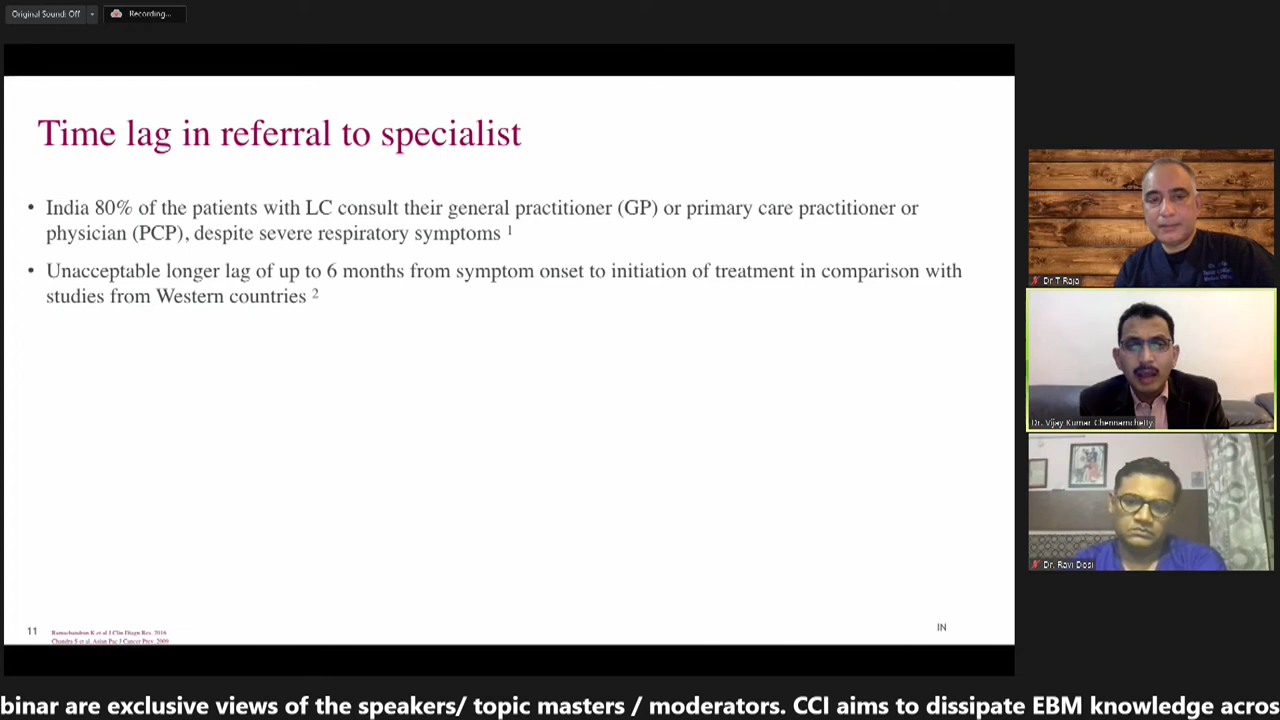 Original Sound: Off
Recording...
Time lag in referral to specialist
• India 80% of the patients with LC consult their general practitioner (GP) or primary care practitioner or
physician (PCP), despite severe respiratory symptoms 1
• Unacceptable longer lag of up to 6 months from symptom onset to initiation of treatment in comparison with
studies from Western countries 2
11
Ramachandran K et al J Clin Diagn Res. 2016
Chandra S et al. Asian Pac J Cancer Prev. 2009
IN
Dr T Raja
Dr. Vijay Kumar Chennamchetty
Dr. Ravi Dosi
binar are exclusive views of the speakers/ topic masters / moderators. CCI aims to dissipate EBM knowledge acros